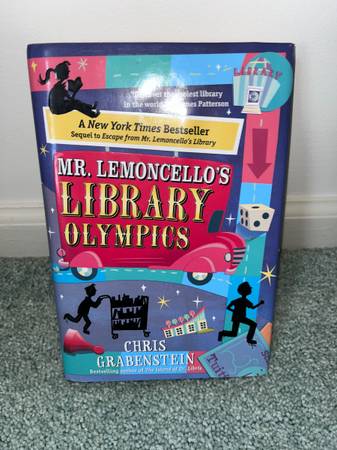 LIBRARY
coolest library
in the world." James Patterson
A New York Times Bestseller
Sequel to Escape from Mr. Lemoncello's Library
MR. LEMONCELLO'S
LIBRARY
OLYMPICS
CHRIS
GRABENSTEIN
Bestselling author of The Island of Dr. Libris